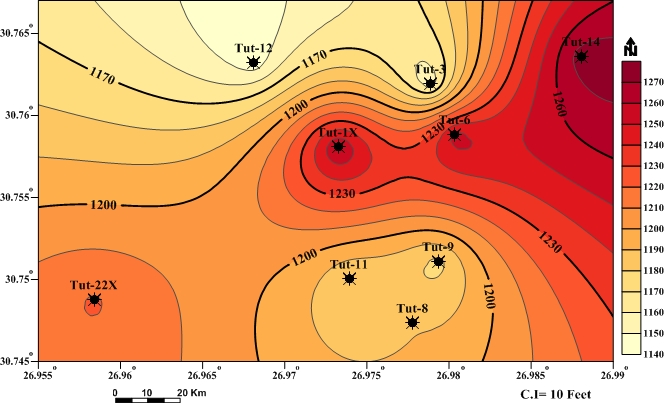 30.765°
30.76°
30.755°
30.75°
30.745°
26.955° 26.96° 26.965° 26.97° 26.975° 26.98° 26.985° 26.99°
Tut-12
Tut-3
Tut-14
Tut-1X
Tut-6
Tut-9
Tut-11
Tut-22X
Tut-8
1170
1170
1200
1230
1260
1230
1200
1200
1230
1200
N
1270
1260
1250
1240
1230
1220
1210
1200
1190
1180
1170
1160
1150
1140
0 10 20 Km
C.I= 10 Feet